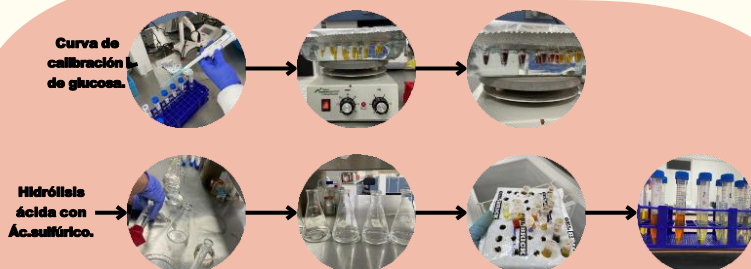 Curva de
calibración
de glucosa.
Hidrólisis
ácida con
Ác.sulfúrico.